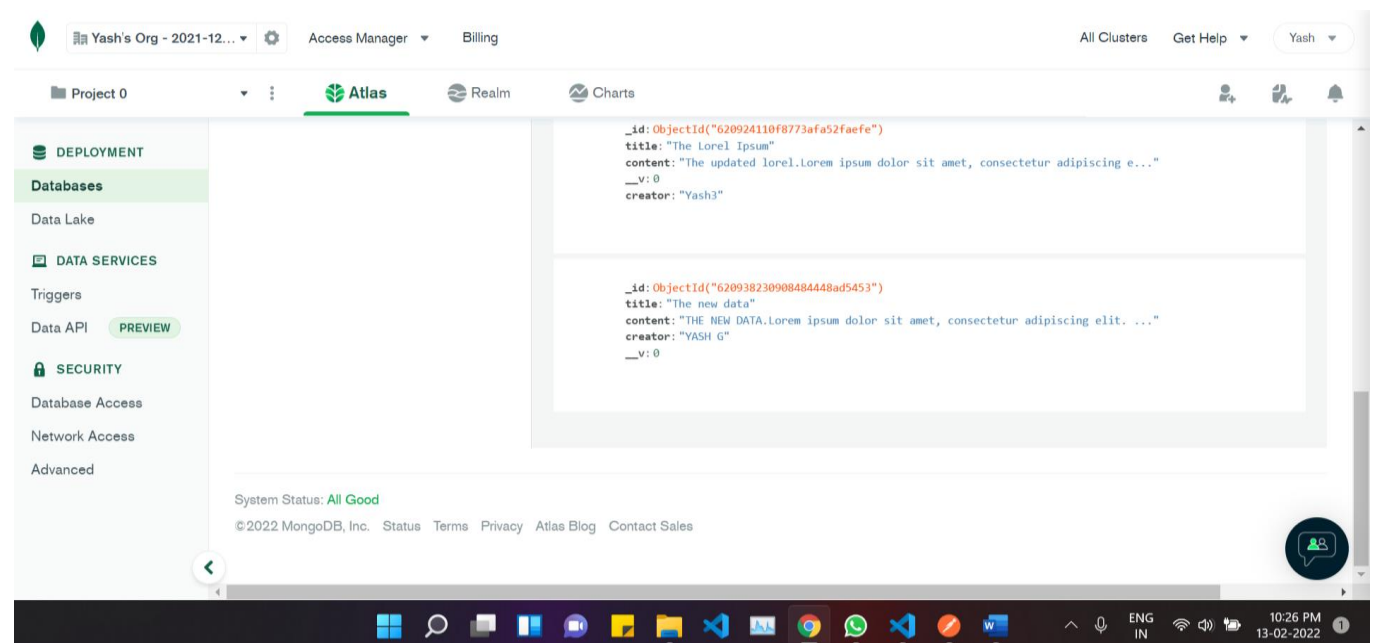 Yash's Org - 2021-12... Access Manager Billing All Clusters Get Help Yash
Project 0 Atlas Realm Charts
DEPLOYMENT
Databases
Data Lake
DATA SERVICES
Triggers
Data API PREVIEW
SECURITY
Database Access
Network Access
Advanced
_id:ObjectId("620924110f8773afa52faefe")
title:"The Lorel Ipsum"
content:"The updated lorel.Lorem ipsum dolor sit amet, consectetur adipiscing e..."
__v:0
creator:"Yash3"
_id:ObjectId("620938230908484448ad5453")
title:"The new data"
content:"THE NEW DATA.Lorem ipsum dolor sit amet, consectetur adipiscing elit. ..."
creator:"YASH G"
__v:0
System Status: All Good
©2022 MongoDB, Inc. Status Terms Privacy Atlas Blog Contact Sales
ENG
IN
10:26 PM
13-02-2022
1